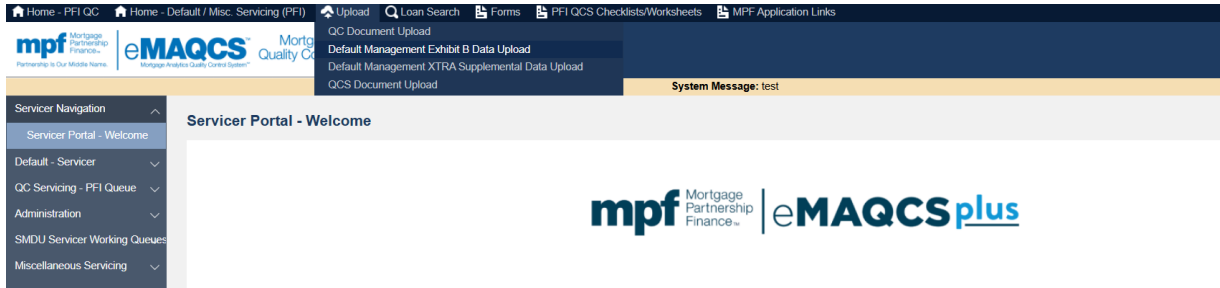 Home - PFI QC Home - Default / Misc. Servicing (PFI) Upload Loan Search Forms PFI QCS Checklists/Worksheets MPF Application Links
QC Document Upload
Default Management Exhibit B Data Upload
Default Management XTRA Supplemental Data Upload
QCS Document Upload
mpf Mortgage Partnership Finance™
Partnership Is Our Middle Name.
eMAQCS™
Mortgage Analytics Quality Control System™
Mortg
Quality Co
System Message: test
Servicer Navigation
Servicer Portal - Welcome
Default - Servicer
QC Servicing - PFI Queue
Administration
SMDU Servicer Working Queues
Miscellaneous Servicing
Servicer Portal - Welcome
mpf Mortgage Partnership Finance™ eMAQCS plus